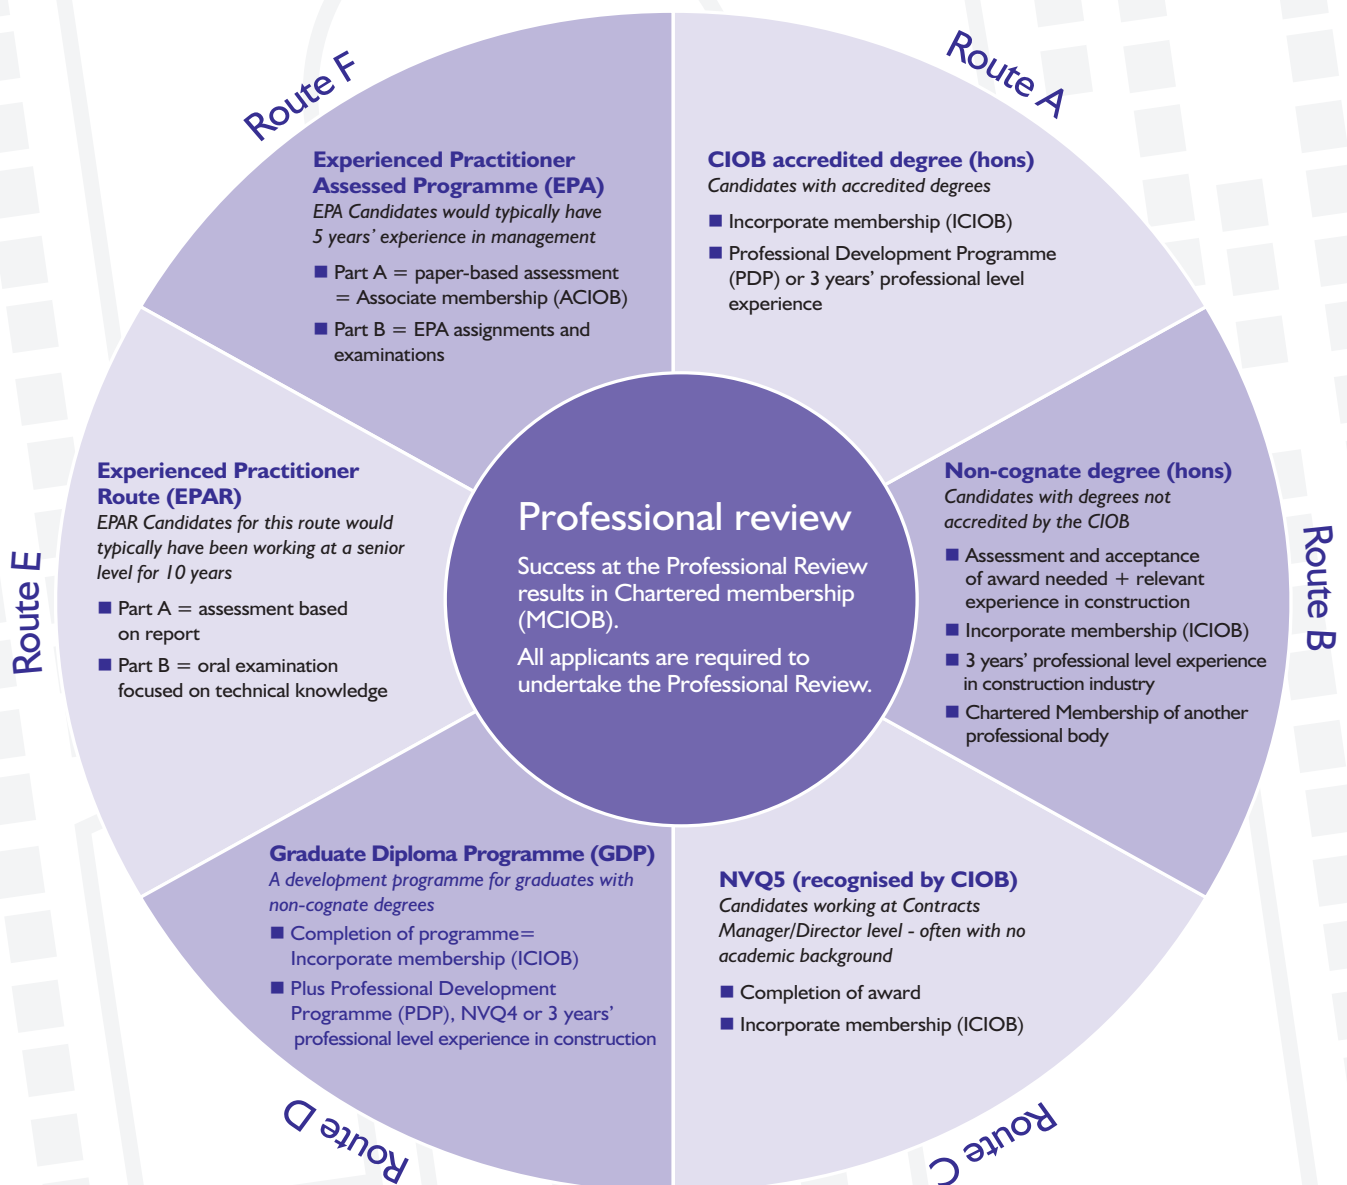 Route A
CIOB accredited degree (hons)
Candidates with accredited degrees
■ Incorporate membership (ICIOB)
■ Professional Development Programme
(PDP) or 3 years’ professional level
experience
Route B
Non-cognate degree (hons)
Candidates with degrees not
accredited by the CIOB
■ Assessment and acceptance
of award needed + relevant
experience in construction
■ Incorporate membership (ICIOB)
■ 3 years’ professional level experience
in construction industry
■ Chartered Membership of another
professional body
Route C
NVQ5 (recognised by CIOB)
Candidates working at Contracts
Manager/Director level - often with no
academic background
■ Completion of award
■ Incorporate membership (ICIOB)
Route D
Graduate Diploma Programme (GDP)
A development programme for graduates with
non-cognate degrees
■ Completion of programme=
Incorporate membership (ICIOB)
■ Plus Professional Development
Programme (PDP), NVQ4 or 3 years’
professional level experience in construction
Route E
Experienced Practitioner
Route (EPAR)
EPAR Candidates for this route would
typically have been working at a senior
level for 10 years
■ Part A = assessment based
on report
■ Part B = oral examination
focused on technical knowledge
Route F
Experienced Practitioner
Assessed Programme (EPA)
EPA Candidates would typically have
5 years’ experience in management
■ Part A = paper-based assessment
= Associate membership (ACIOB)
■ Part B = EPA assignments and
examinations
Professional review
Success at the Professional Review
results in Chartered membership
(MCIOB).
All applicants are required to
undertake the Professional Review.